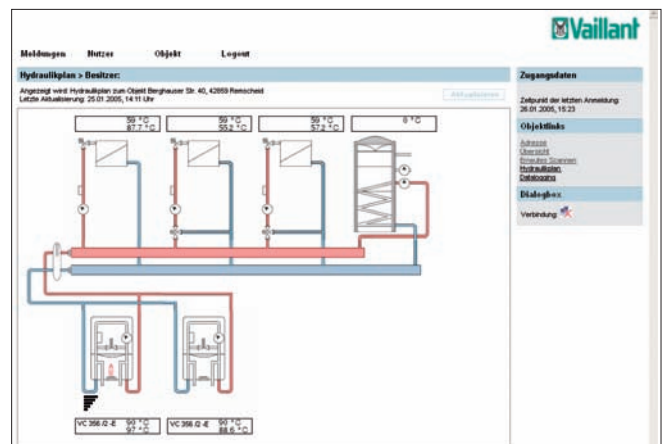 Vaillant
Meldungen Nutzer Objekt Logout
Hydraulikplan > Besitzer:
Angezeigt wird: Hydraulikplan zum Objekt Berghauser Str. 40, 42859 Remscheid
Letzte Aktualisierung: 25.01.2005, 14:11 Uhr
Aktualisieren
59 °C
87.7 °C
59 °C
55.2 °C
59 °C
57.2 °C
0 °C
VC 356 /2 -E 90 °C
97 °C
VC 356 /2 -E 90 °C
88.6 °C
Zugangsdaten
Zeitpunkt der letzten Anmeldung:
26.01.2005, 15:23
Objektlinks
Adresse
Übersicht
Erneutes Scannen
Hydraulikplan
Datalogging
Dialogbox
Verbindung: